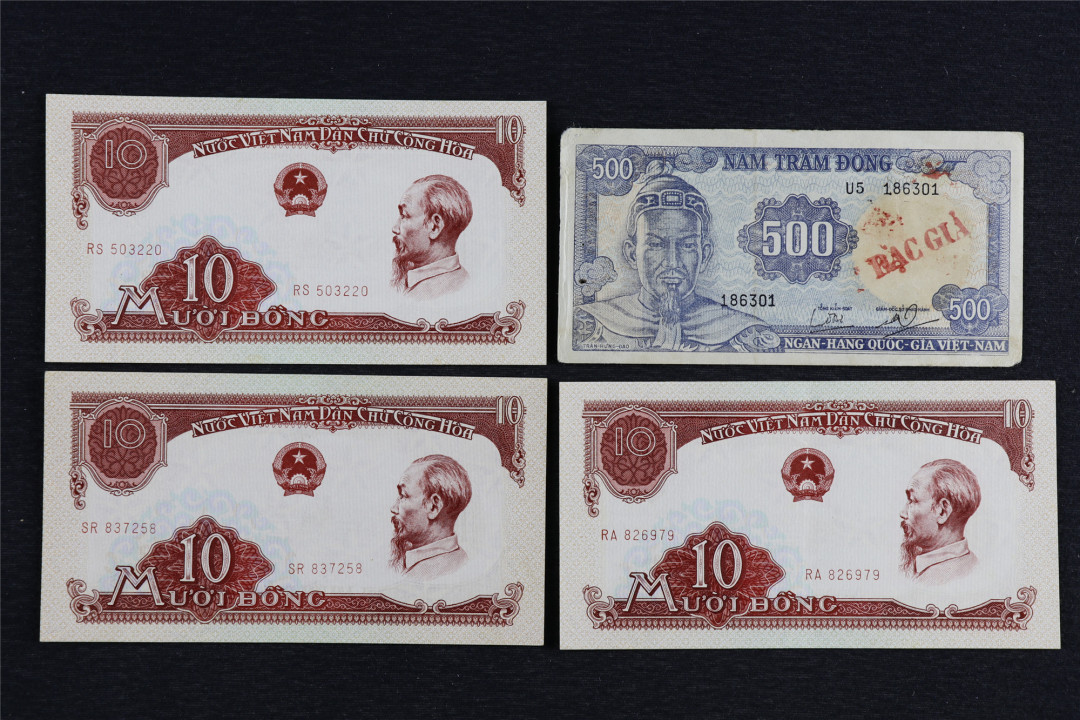 10
10
NƯỚC VIỆT NAM DÂN CHỦ CỘNG HÒA
RS 503220
10
RS 503220
MƯỜI ĐỒNG
500
NĂM TRĂM ĐỒNG
U5 186301
500
BẠC GIẢ
186301
500
TRẦN-HƯNG-ĐẠO
NGÂN-HÀNG QUỐC-GIA VIỆT-NAM
10
10
NƯỚC VIỆT NAM DÂN CHỦ CỘNG HÒA
SR 837258
10
SR 837258
MƯỜI ĐỒNG
10
10
NƯỚC VIỆT NAM DÂN CHỦ CỘNG HÒA
RA 826979
10
RA 826979
MƯỜI ĐỒNG